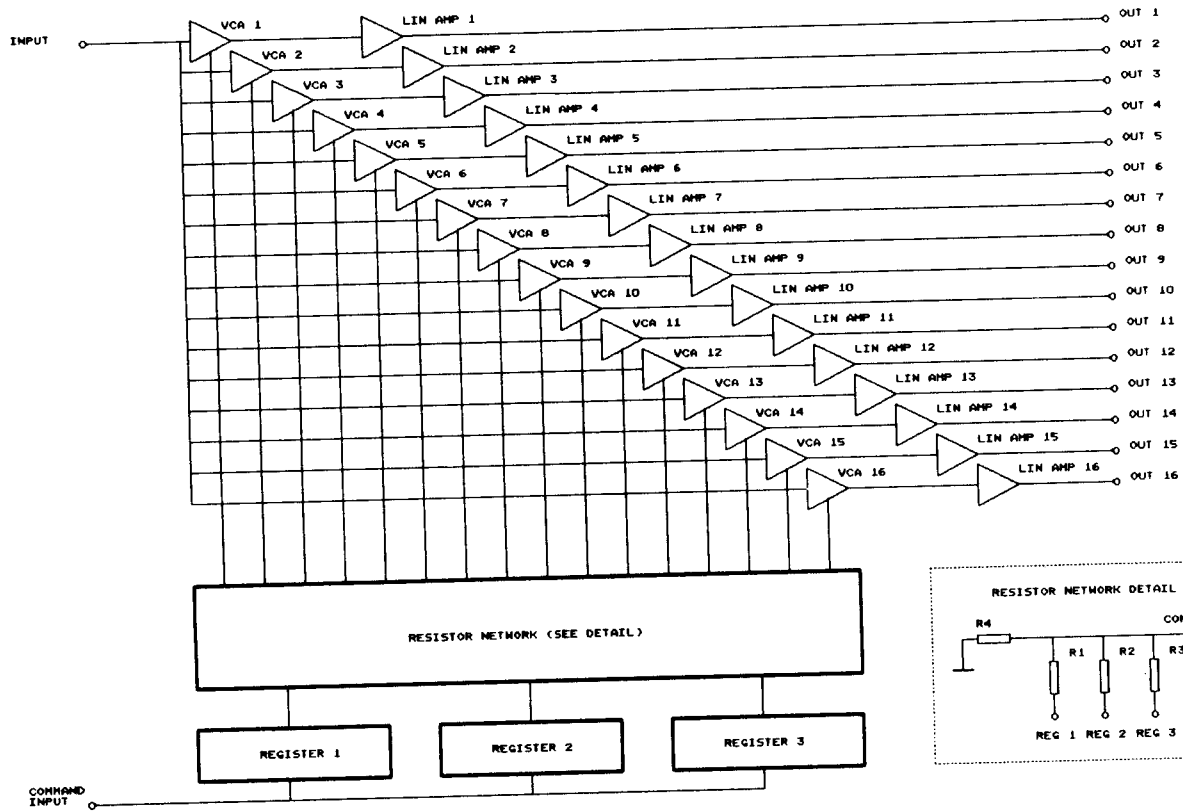 VCA 1
LIN AMP 1
OUT 1
INPUT
VCA 2
LIN AMP 2
OUT 2
VCA 3
LIN AMP 3
OUT 3
VCA 4
LIN AMP 4
OUT 4
VCA 5
LIN AMP 5
OUT 5
VCA 6
LIN AMP 6
OUT 6
VCA 7
LIN AMP 7
OUT 7
VCA 8
LIN AMP 8
OUT 8
VCA 9
LIN AMP 9
OUT 9
VCA 10
LIN AMP 10
OUT 10
VCA 11
LIN AMP 11
OUT 11
VCA 12
LIN AMP 12
OUT 12
VCA 13
LIN AMP 13
OUT 13
VCA 14
LIN AMP 14
OUT 14
VCA 15
LIN AMP 15
OUT 15
VCA 16
LIN AMP 16
OUT 16
RESISTOR NETWORK (SEE DETAIL)
REGISTER 1
REGISTER 2
REGISTER 3
COMMAND
INPUT
RESISTOR NETWORK DETAIL
R4
R1
R2
R3
REG 1
REG 2
REG 3